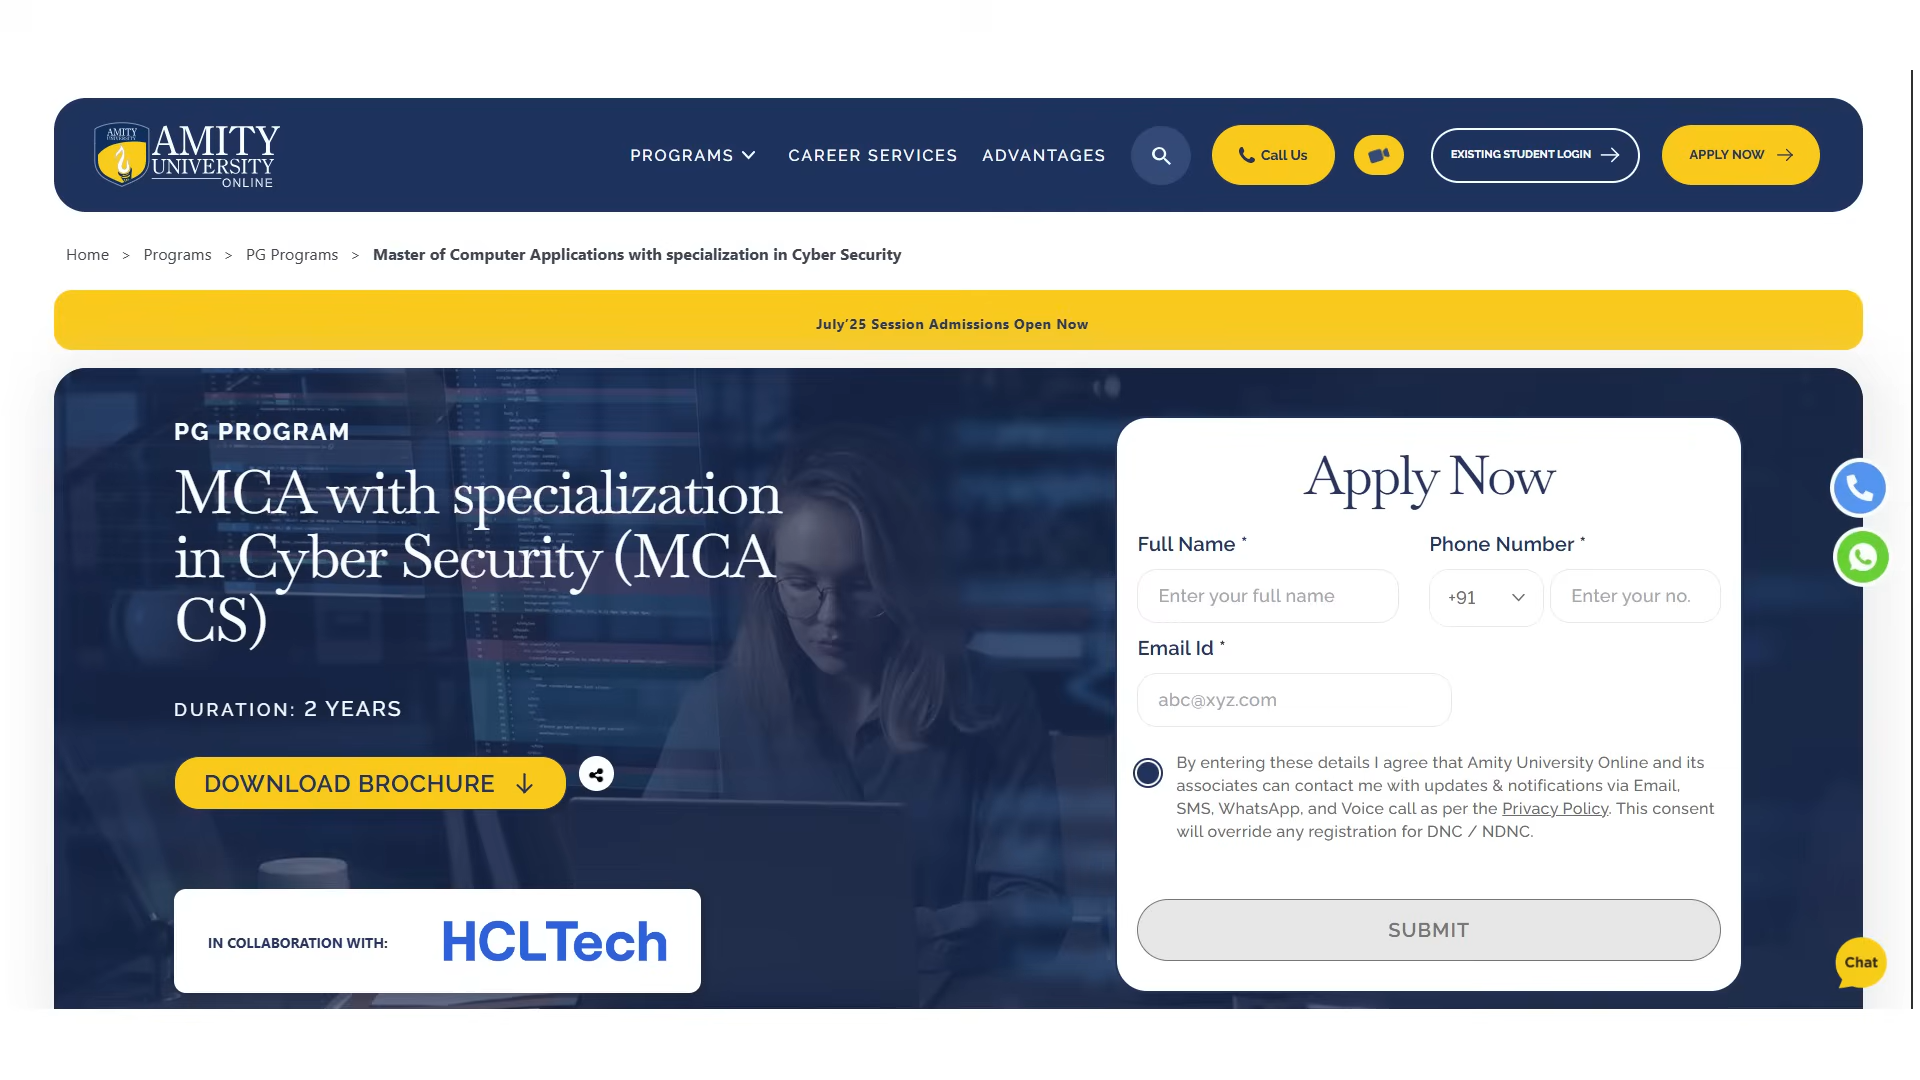 AMITY
UNIVERSITY
AMITY
UNIVERSITY
ONLINE
PROGRAMS
CAREER SERVICES
ADVANTAGES
Call Us
EXISTING STUDENT LOGIN
APPLY NOW
Home > Programs > PG Programs > Master of Computer Applications with specialization in Cyber Security
July'25 Session Admissions Open Now
PG PROGRAM
MCA with specialization
in Cyber Security (MCA
CS)
DURATION: 2 YEARS
DOWNLOAD BROCHURE
IN COLLABORATION WITH: HCLTech
Apply Now
Full Name *
Phone Number *
Enter your full name
+91
Enter your no.
Email Id *
abc@xyz.com
By entering these details I agree that Amity University Online and its
associates can contact me with updates & notifications via Email,
SMS, WhatsApp, and Voice call as per the Privacy Policy. This consent
will override any registration for DNC / NDNC.
SUBMIT
Chat